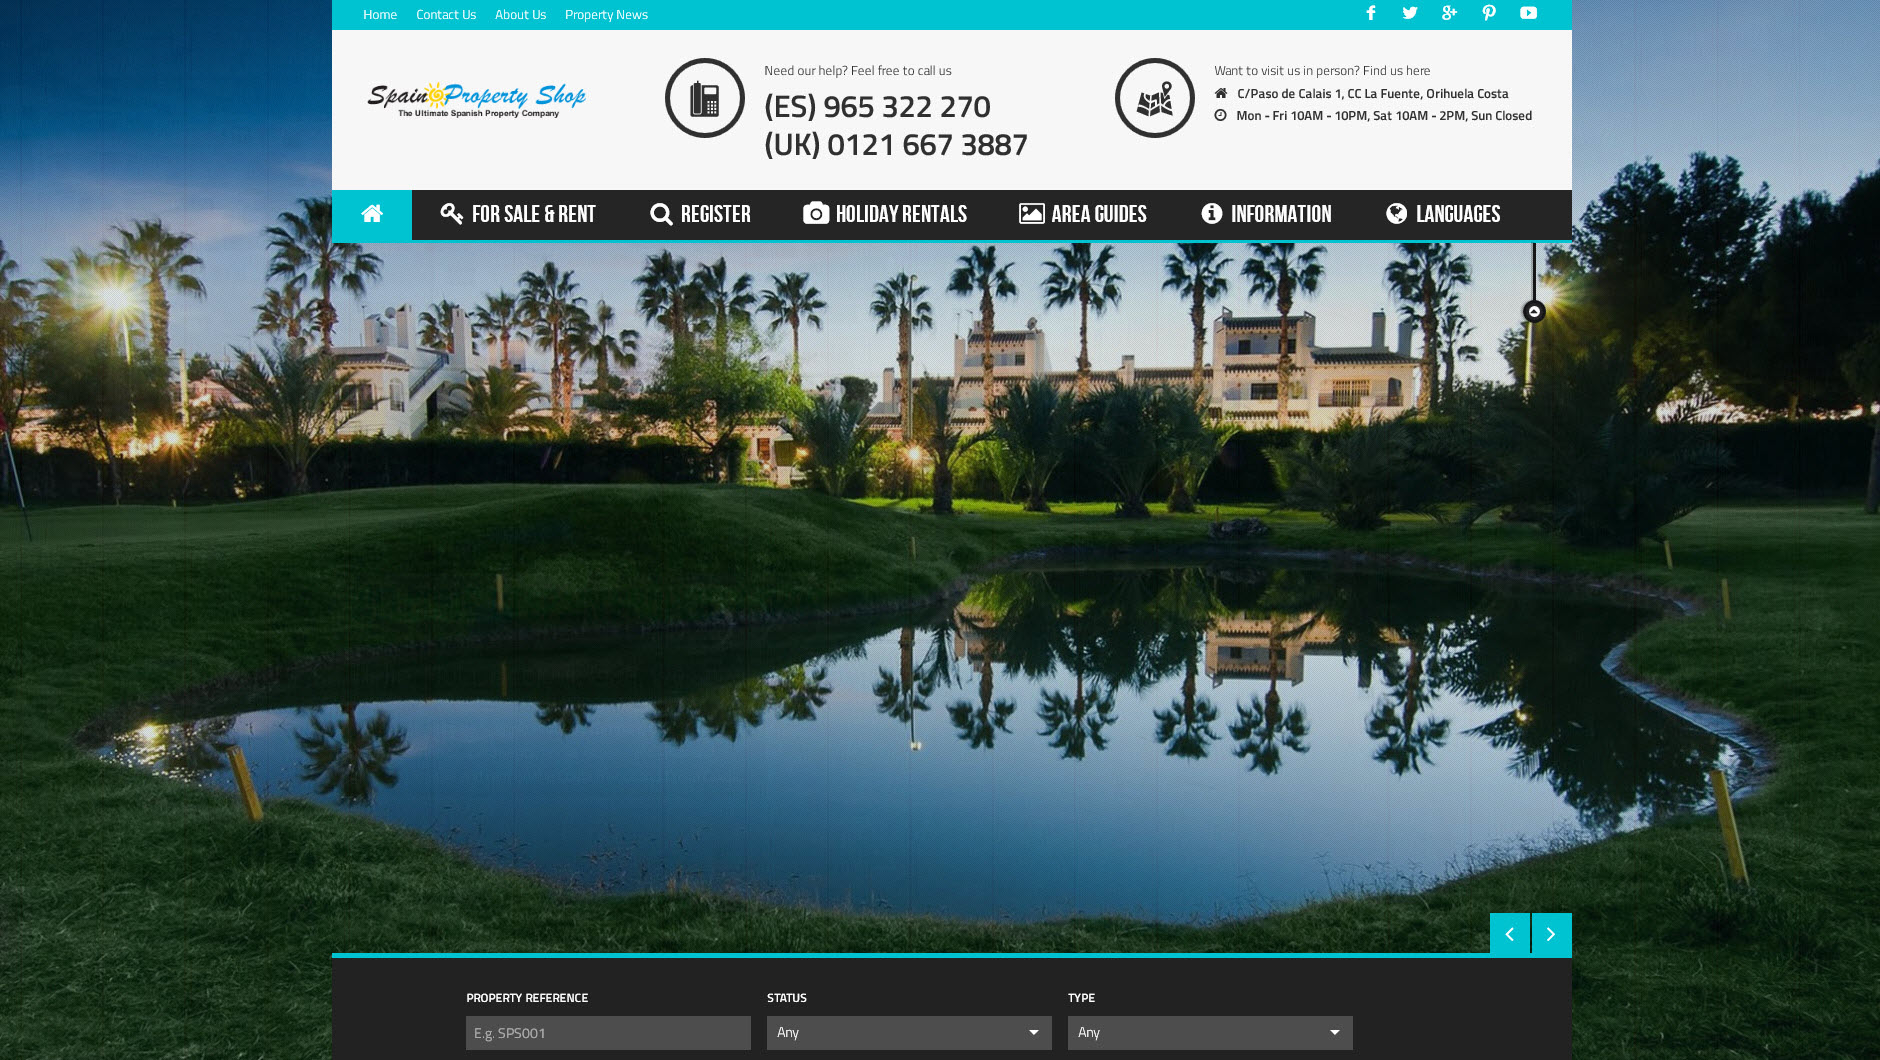 Home Contact Us About Us Property News
Spain Property Shop
The Ultimate Spanish Property Company
Need our help? Feel free to call us
(ES) 965 322 270
(UK) 0121 667 3887
Want to visit us in person? Find us here
C/Paso de Calais 1, CC La Fuente, Orihuela Costa
Mon - Fri 10AM - 10PM, Sat 10AM - 2PM, Sun Closed
FOR SALE & RENT REGISTER HOLIDAY RENTALS AREA GUIDES INFORMATION LANGUAGES
PROPERTY REFERENCE STATUS TYPE
E.g. SPS001 Any Any